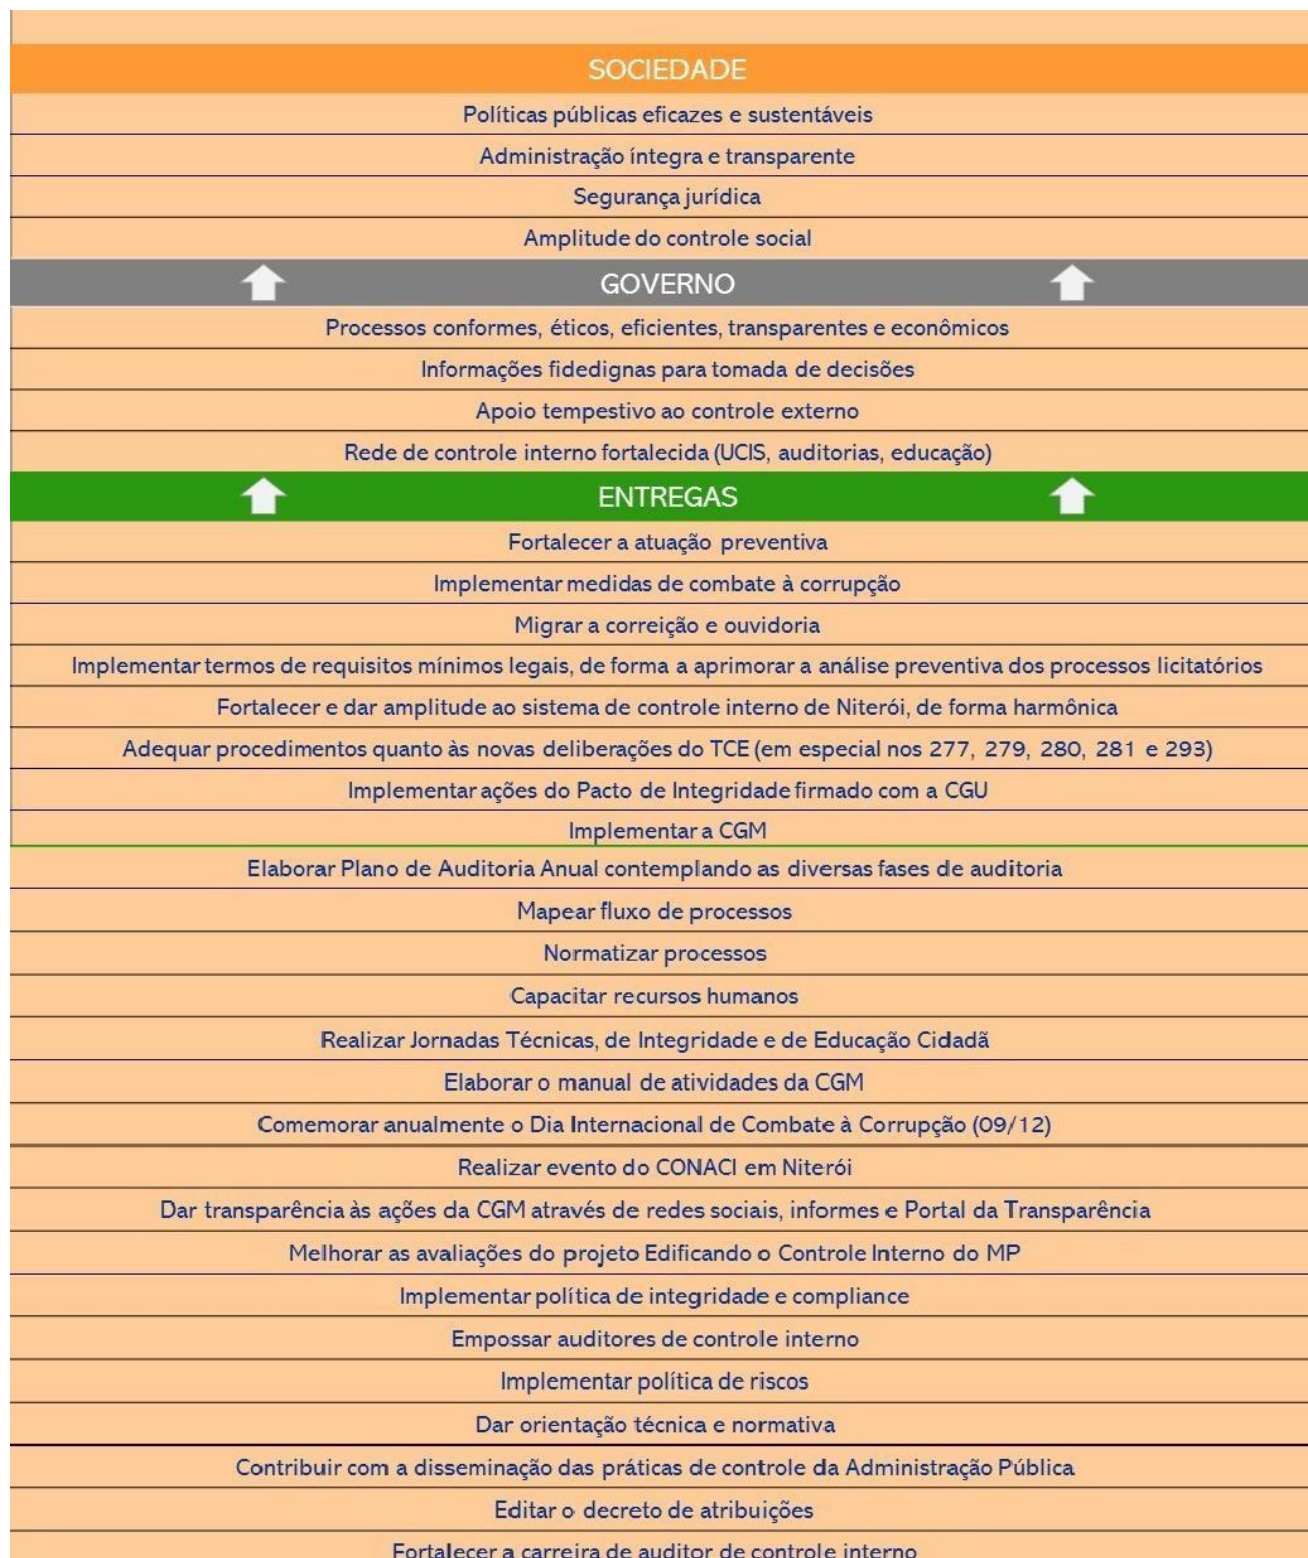 SOCIEDADE
Políticas públicas eficazes e sustentáveis
Administração íntegra e transparente
Segurança jurídica
Amplitude do controle social
GOVERNO
Processos conformes, éticos, eficientes, transparentes e econômicos
Informações fidedignas para tomada de decisões
Apoio tempestivo ao controle externo
Rede de controle interno fortalecida (UCIS, auditorias, educação)
ENTREGAS
Fortalecer a atuação preventiva
Implementar medidas de combate à corrupção
Migrar a correição e ouvidoria
Implementar termos de requisitos mínimos legais, de forma a aprimorar a análise preventiva dos processos licitatórios
Fortalecer e dar amplitude ao sistema de controle interno de Niterói, de forma harmônica
Adequar procedimentos quanto às novas deliberações do TCE (em especial nos 277, 279, 280, 281 e 293)
Implementar ações do Pacto de Integridade firmado com a CGU
Implementar a CGM
Elaborar Plano de Auditoria Anual contemplando as diversas fases de auditoria
Mapear fluxo de processos
Normatizar processos
Capacitar recursos humanos
Realizar Jornadas Técnicas, de Integridade e de Educação Cidadã
Elaborar o manual de atividades da CGM
Comemorar anualmente o Dia Internacional de Combate à Corrupção (09/12)
Realizar evento do CONACI em Niterói
Dar transparência às ações da CGM através de redes sociais, informes e Portal da Transparência
Melhorar as avaliações do projeto Edificando o Controle Interno do MP
Implementar política de integridade e compliance
Empossar auditores de controle interno
Implementar política de riscos
Dar orientação técnica e normativa
Contribuir com a disseminação das práticas de controle da Administração Pública
Editar o decreto de atribuições
Fortalecer a carreira de auditor de controle interno